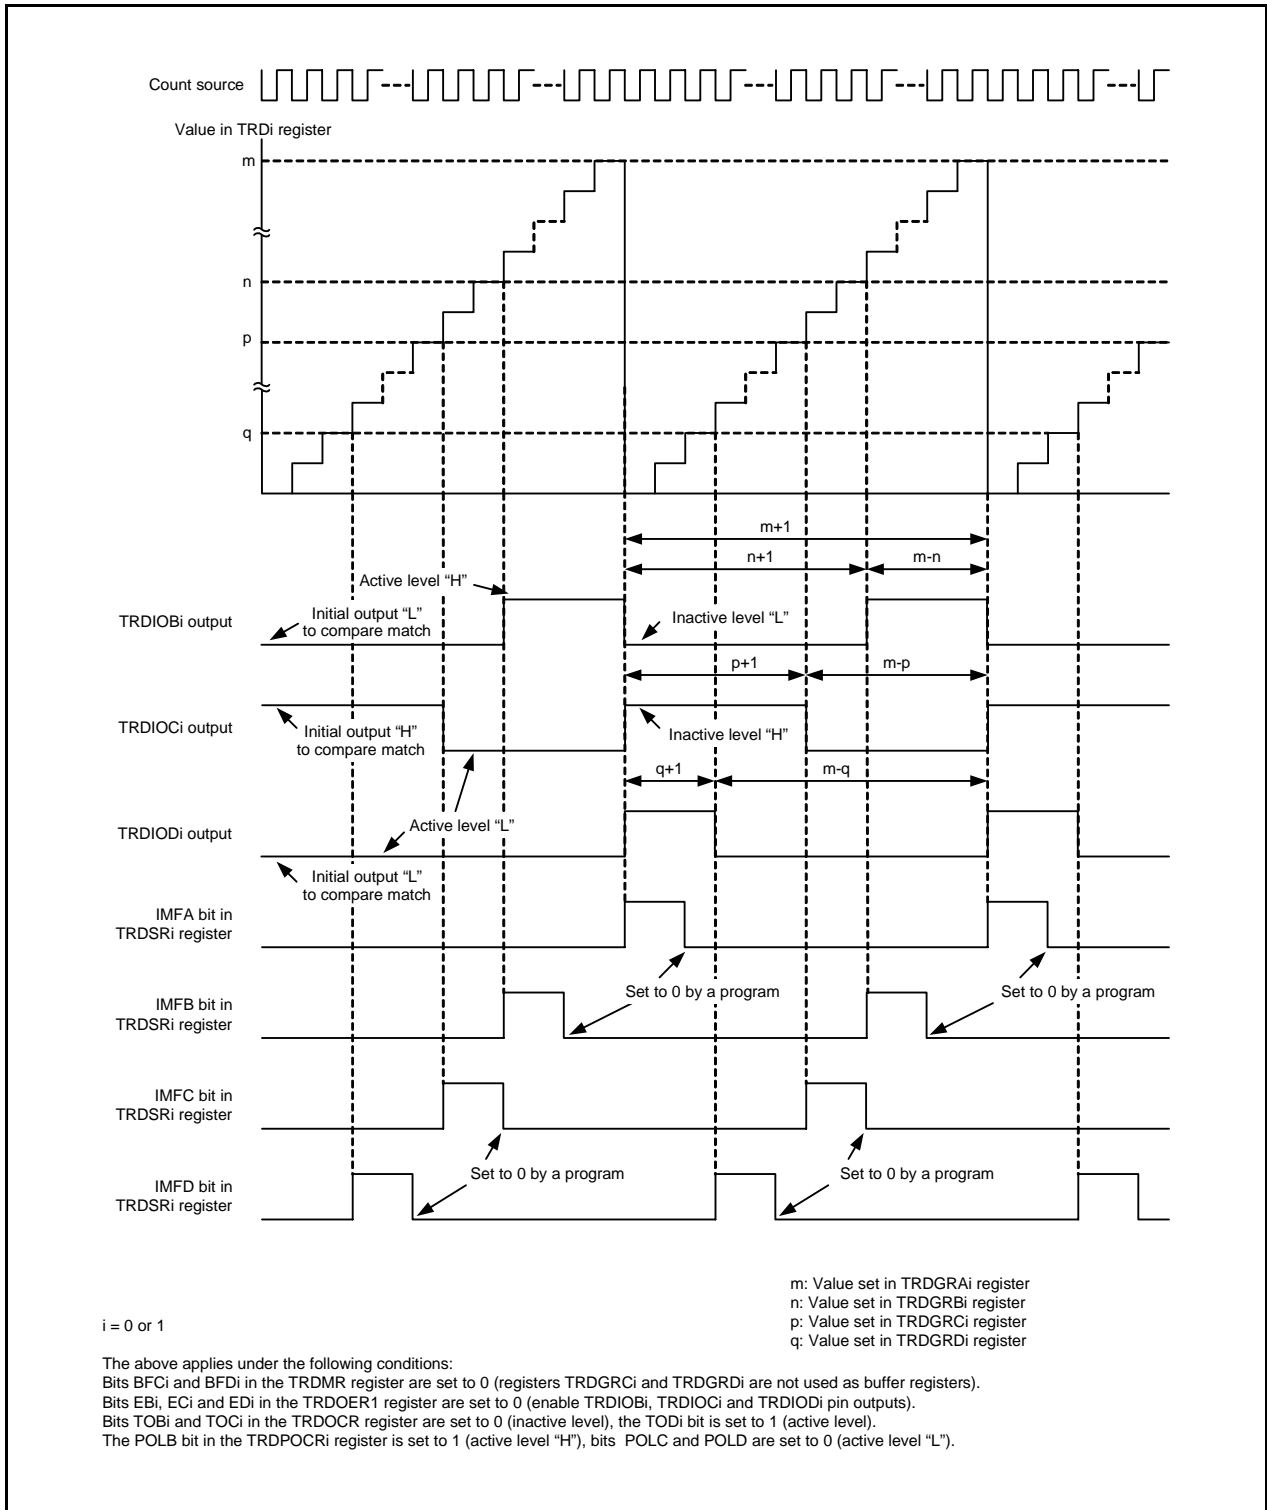 Count source
Value in TRDi register
m
n
p
q
m+1
n+1
m-n
Active level “H”
TRDIOBi output
Initial output “L”
to compare match
Inactive level “L”
p+1
m-p
TRDIOCi output
Initial output “H”
to compare match
Inactive level “H”
q+1
m-q
TRDIODi output
Active level “L”
Initial output “L”
to compare match
IMFA bit in
TRDSRi register
Set to 0 by a program
Set to 0 by a program
IMFB bit in
TRDSRi register
IMFC bit in
TRDSRi register
Set to 0 by a program
Set to 0 by a program
IMFD bit in
TRDSRi register
m: Value set in TRDGRAi register
n: Value set in TRDGRBi register
p: Value set in TRDGRCi register
q: Value set in TRDGRDi register
i = 0 or 1
The above applies under the following conditions:
Bits BFCi and BFDi in the TRDMR register are set to 0 (registers TRDGRCi and TRDGRDi are not used as buffer registers).
Bits EBi, ECi and EDi in the TRDOER1 register are set to 0 (enable TRDIOBi, TRDIOCi and TRDIODi pin outputs).
Bits TOBi and TOCi in the TRDOCR register are set to 0 (inactive level), the TODi bit is set to 1 (active level).
The POLB bit in the TRDPOCRi register is set to 1 (active level “H”), bits POLC and POLD are set to 0 (active level “L”).